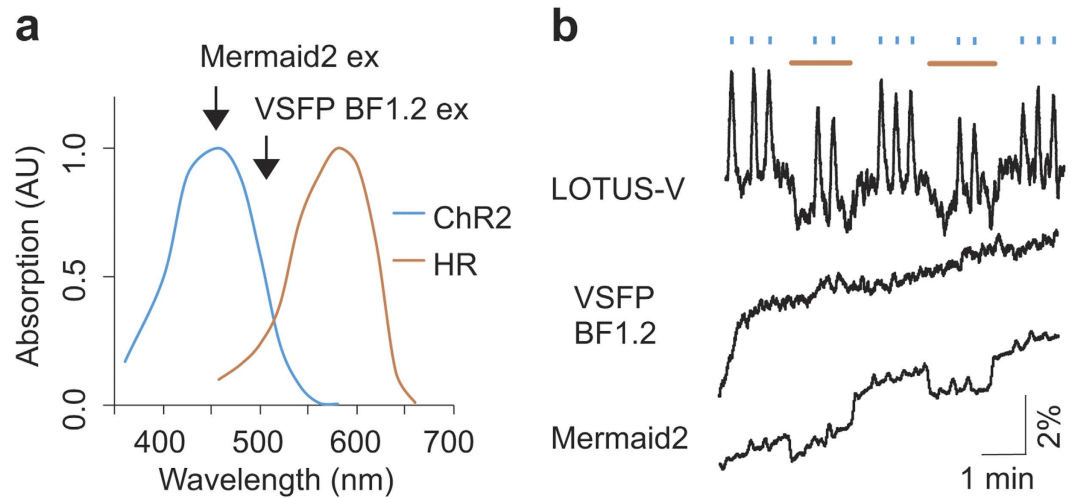 a
Mermaid2 ex
VSFP BF1.2 ex
Absorption (AU)
1.0
0.5
0.0
ChR2
HR
400 500 600 700
Wavelength (nm)
b
LOTUS-V
VSFP
BF1.2
Mermaid2
2%
1 min